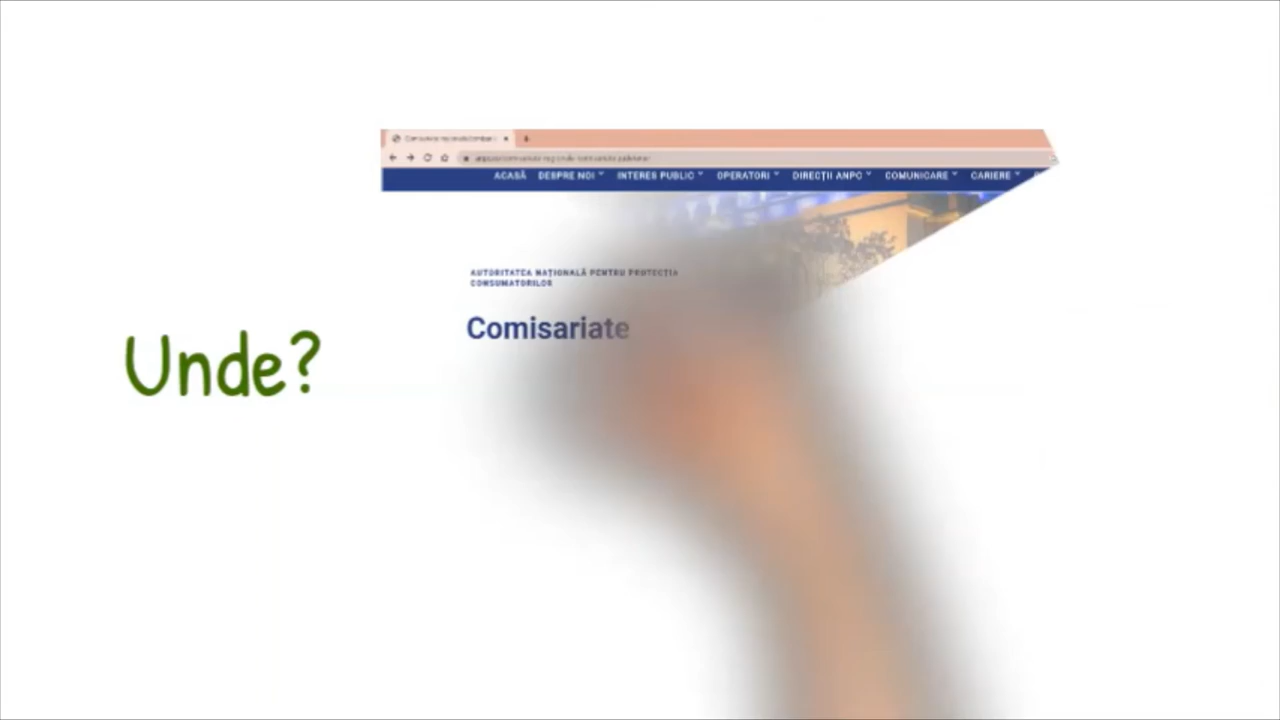 ACASĂ DESPRE NOI INTERES PUBLIC OPERATORI DIRECȚII ANPC COMUNICARE CARIERE
AUTORITATEA NAȚIONALĂ PENTRU PROTECȚIA
CONSUMATORILOR
Comisariate
Unde?